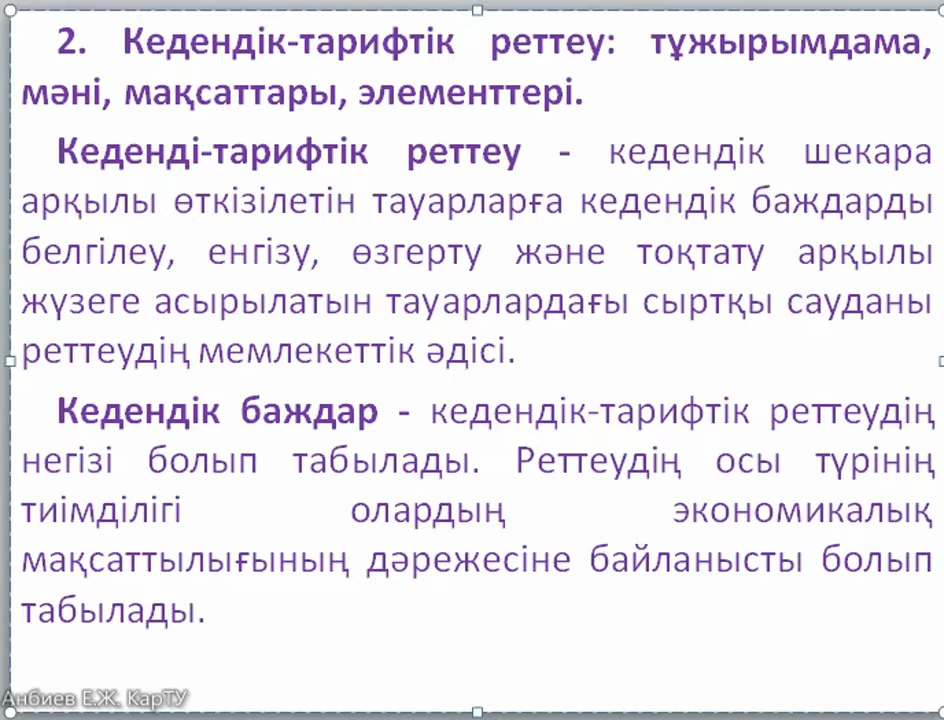 2. Кедендік-тарифтік реттеу: тұжырымдама,
мәні, мақсаттары, элементтері.
Кеденді-тарифтік реттеу - кедендік шекара
арқылы өткізілетін тауарларға кедендік баждарды
белгілеу, енгізу, өзгерту және тоқтату арқылы
жүзеге асырылатын тауарлардағы сыртқы сауданы
реттеудің мемлекеттік әдісі.
Кедендік баждар - кедендік-тарифтік реттеудің
негізі болып табылады. Реттеудің осы түрінің
тиімділігі олардың экономикалық
мақсаттылығының дәрежесіне байланысты болып
табылады.
Анбиев Е.Ж. КарТУ